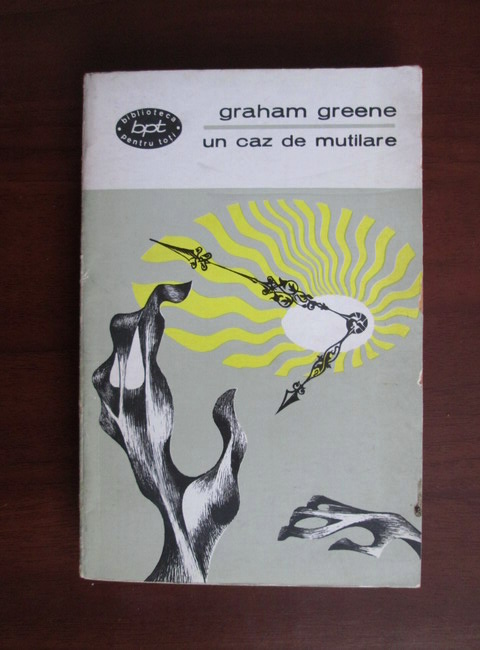 biblioteca
bpt
pentru toți
graham greene
un caz de mutilare